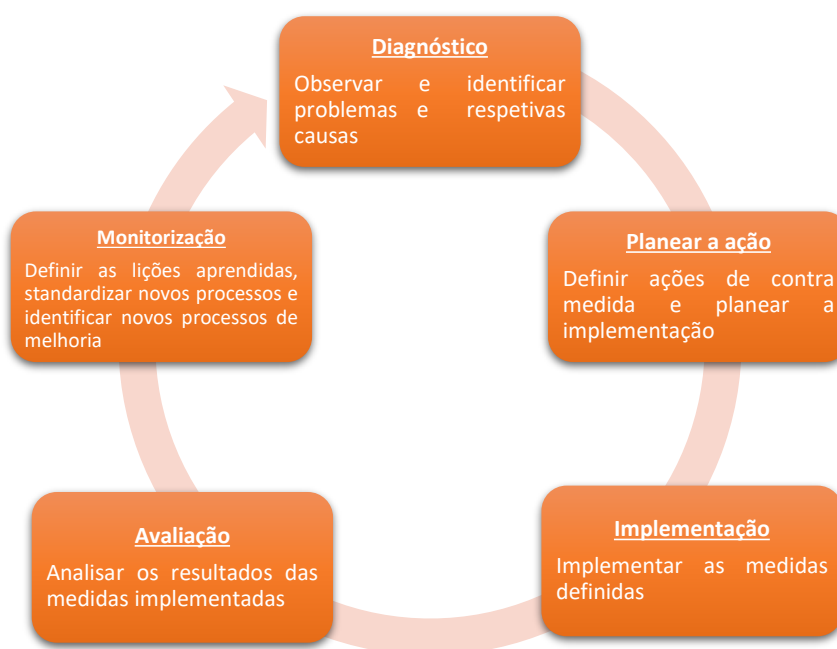 Diagnóstico
Observar e identificar
problemas e respetivas
causas
Planear a ação
Definir ações de contra
medida e planear a
implementação
Implementação
Implementar as medidas
definidas
Avaliação
Analisar os resultados das
medidas implementadas
Monitorização
Definir as lições aprendidas,
standardizar novos processos e
identificar novos processos de
melhoria